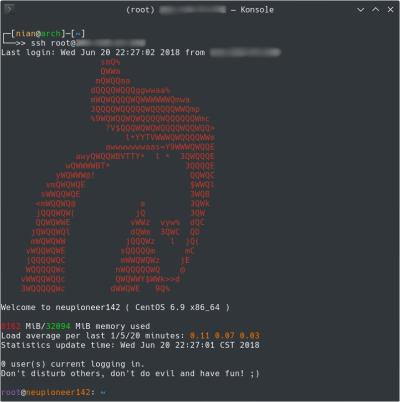 (root) — Konsole
┌─[nian@arch]─[~]
└──>> ssh root@
Last login: Wed Jun 20 22:27:02 2018 from
Welcome to neupioneer142 ( CentOS 6.9 x86_64 )
8162 MiB/32094 MiB memory used
Load average per last 1/5/20 minutes: 0.11 0.07 0.03
Statistics update time: Wed Jun 20 22:27:01 CST 2018
0 user(s) current logging in.
Don't disturb others, don't do evil and have fun! ;)
root@neupioneer142: ~